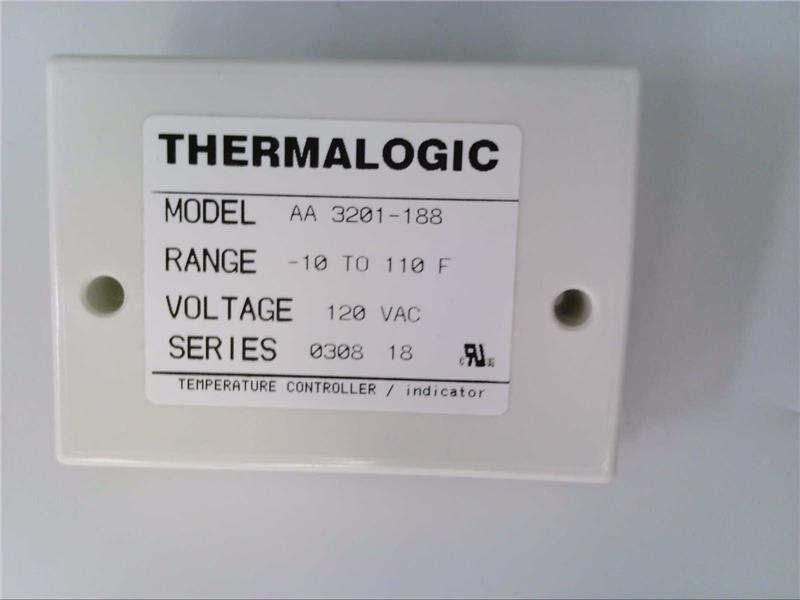 THERMALOGIC
MODEL AA 3201-188
RANGE -10 TO 110 F
VOLTAGE 120 VAC
SERIES 0308 18
TEMPERATURE CONTROLLER / indicator